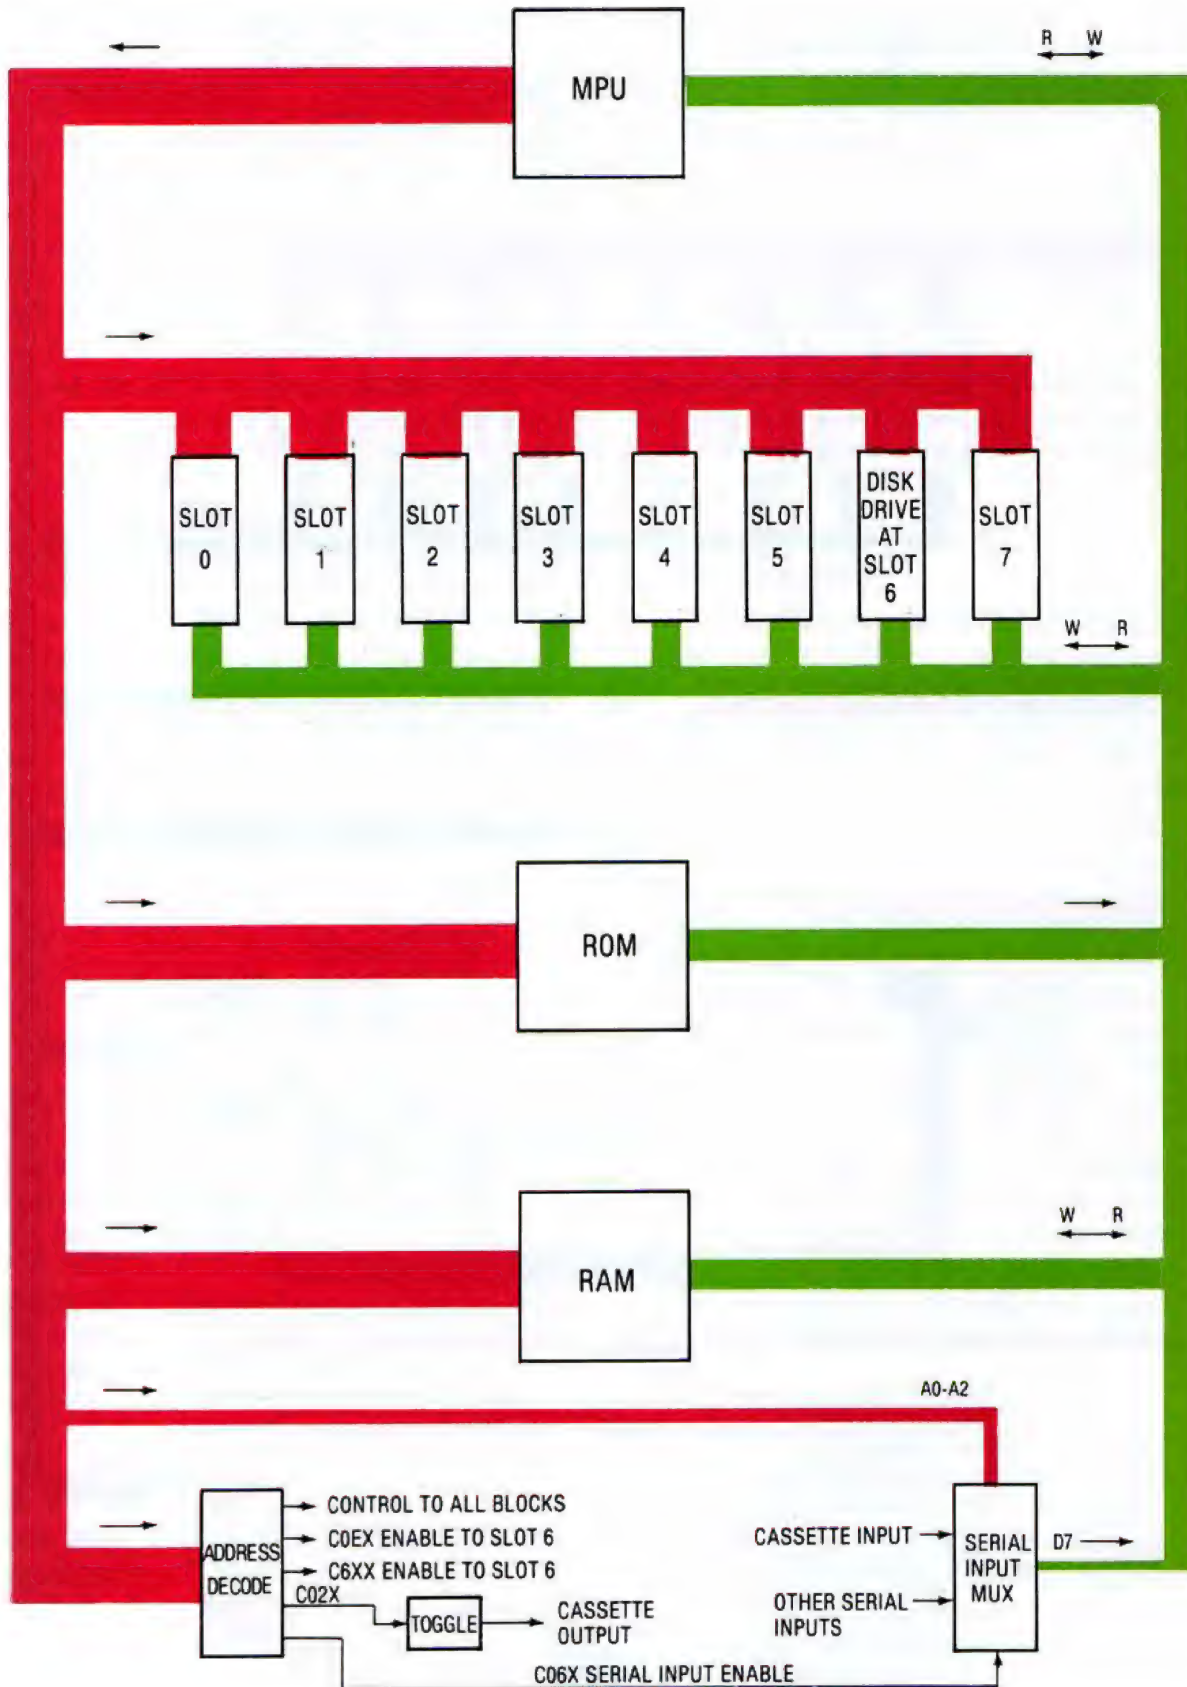 R W
MPU
SLOT 0
SLOT 1
SLOT 2
SLOT 3
SLOT 4
SLOT 5
DISK
DRIVE
AT
SLOT
6
SLOT 7
W R
ROM
RAM
W R
A0-A2
ADDRESS
DECODE
CONTROL TO ALL BLOCKS
C0EX ENABLE TO SLOT 6
C6XX ENABLE TO SLOT 6
C02X
TOGGLE
CASSETTE
OUTPUT
C06X SERIAL INPUT ENABLE
CASSETTE INPUT
OTHER SERIAL
INPUTS
SERIAL
INPUT
MUX
D7